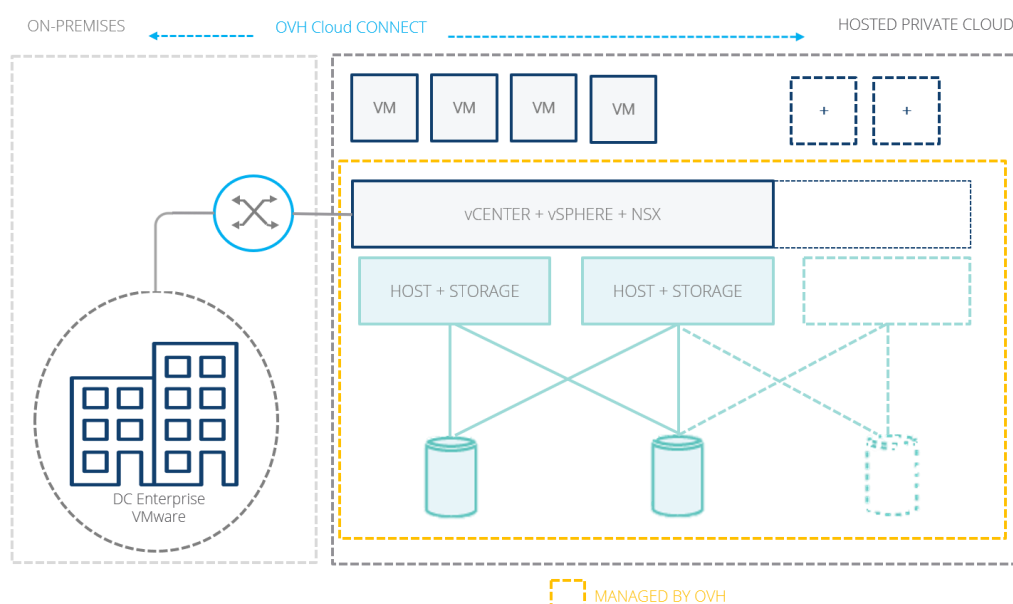 ON-PREMISES
OVH Cloud CONNECT
HOSTED PRIVATE CLOUD
VM
VM
VM
VM
+
+
vCENTER + vSPHERE + NSX
HOST + STORAGE
HOST + STORAGE
DC Enterprise
VMware
MANAGED BY OVH